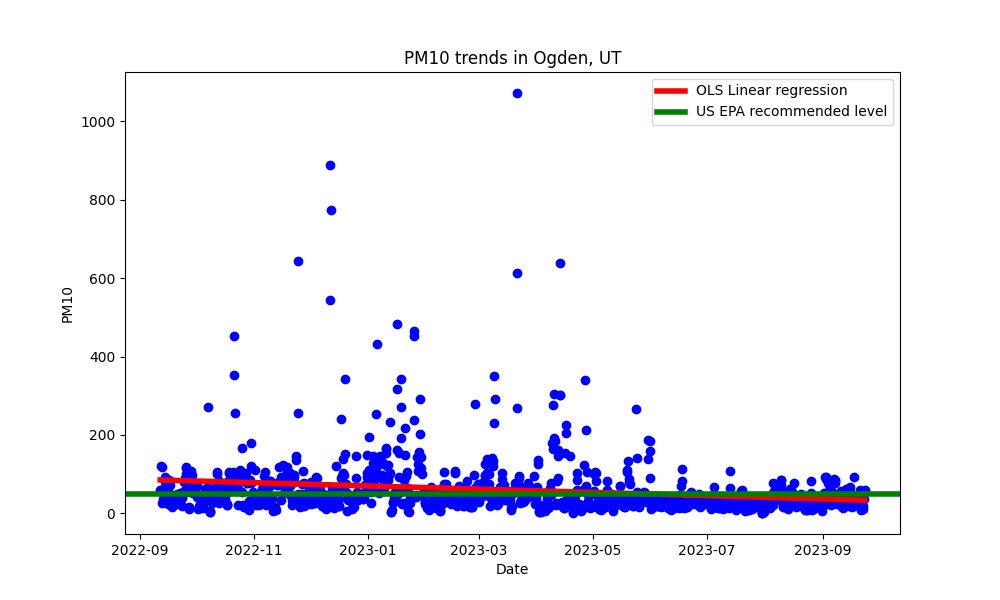 PM10 trends in Ogden, UT
OLS Linear regression
US EPA recommended level
1000
800
600
400
200
0
PM10
2022-09 2022-11 2023-01 2023-03 2023-05 2023-07 2023-09
Date